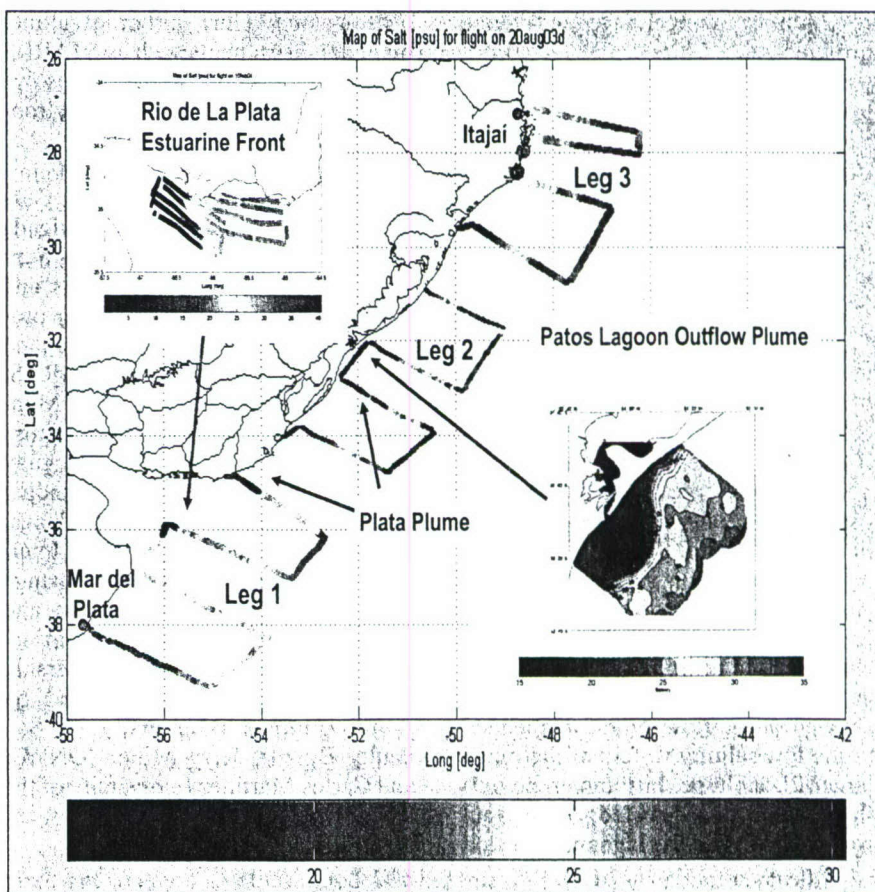 Map of Salt [psu] for flight on 20aug03d
-26
-28
-30
-32
-34
-36
-38
-40
Lat [deg]
-58
-56
-54
-52
-50
-48
-46
-44
-42
Long [deg]
Rio de La Plata
Estuarine Front
Itajaí
Leg 3
Leg 2
Patos Lagoon Outflow Plume
Plata Plume
Mar del
Plata
Leg 1
15
20
25
30
35
20
25
30